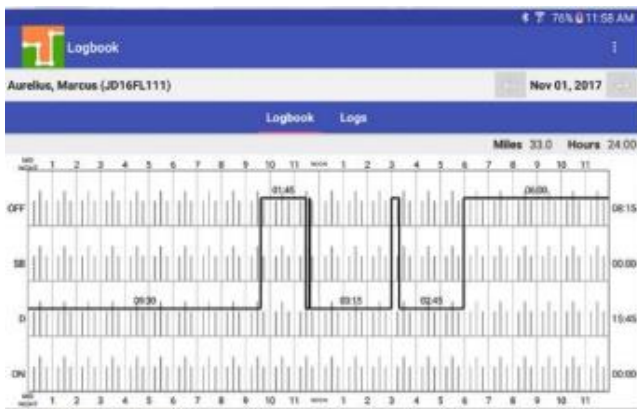 76% 11:58 AM
Logbook
Aurelius, Marcus (JD16FL111)
Nov 01, 2017
Logbook Logs
Miles 33.0 Hours 24:00
MID NIGHT 1 2 3 4 5 6 7 8 9 10 11 NOON 1 2 3 4 5 6 7 8 9 10 11
01:45 06:00
OFF 08:15
SB 00:00
09:30 03:15 02:45
D 15:45
ON 00:00
MID NIGHT 1 2 3 4 5 6 7 8 9 10 11 NOON 1 2 3 4 5 6 7 8 9 10 11